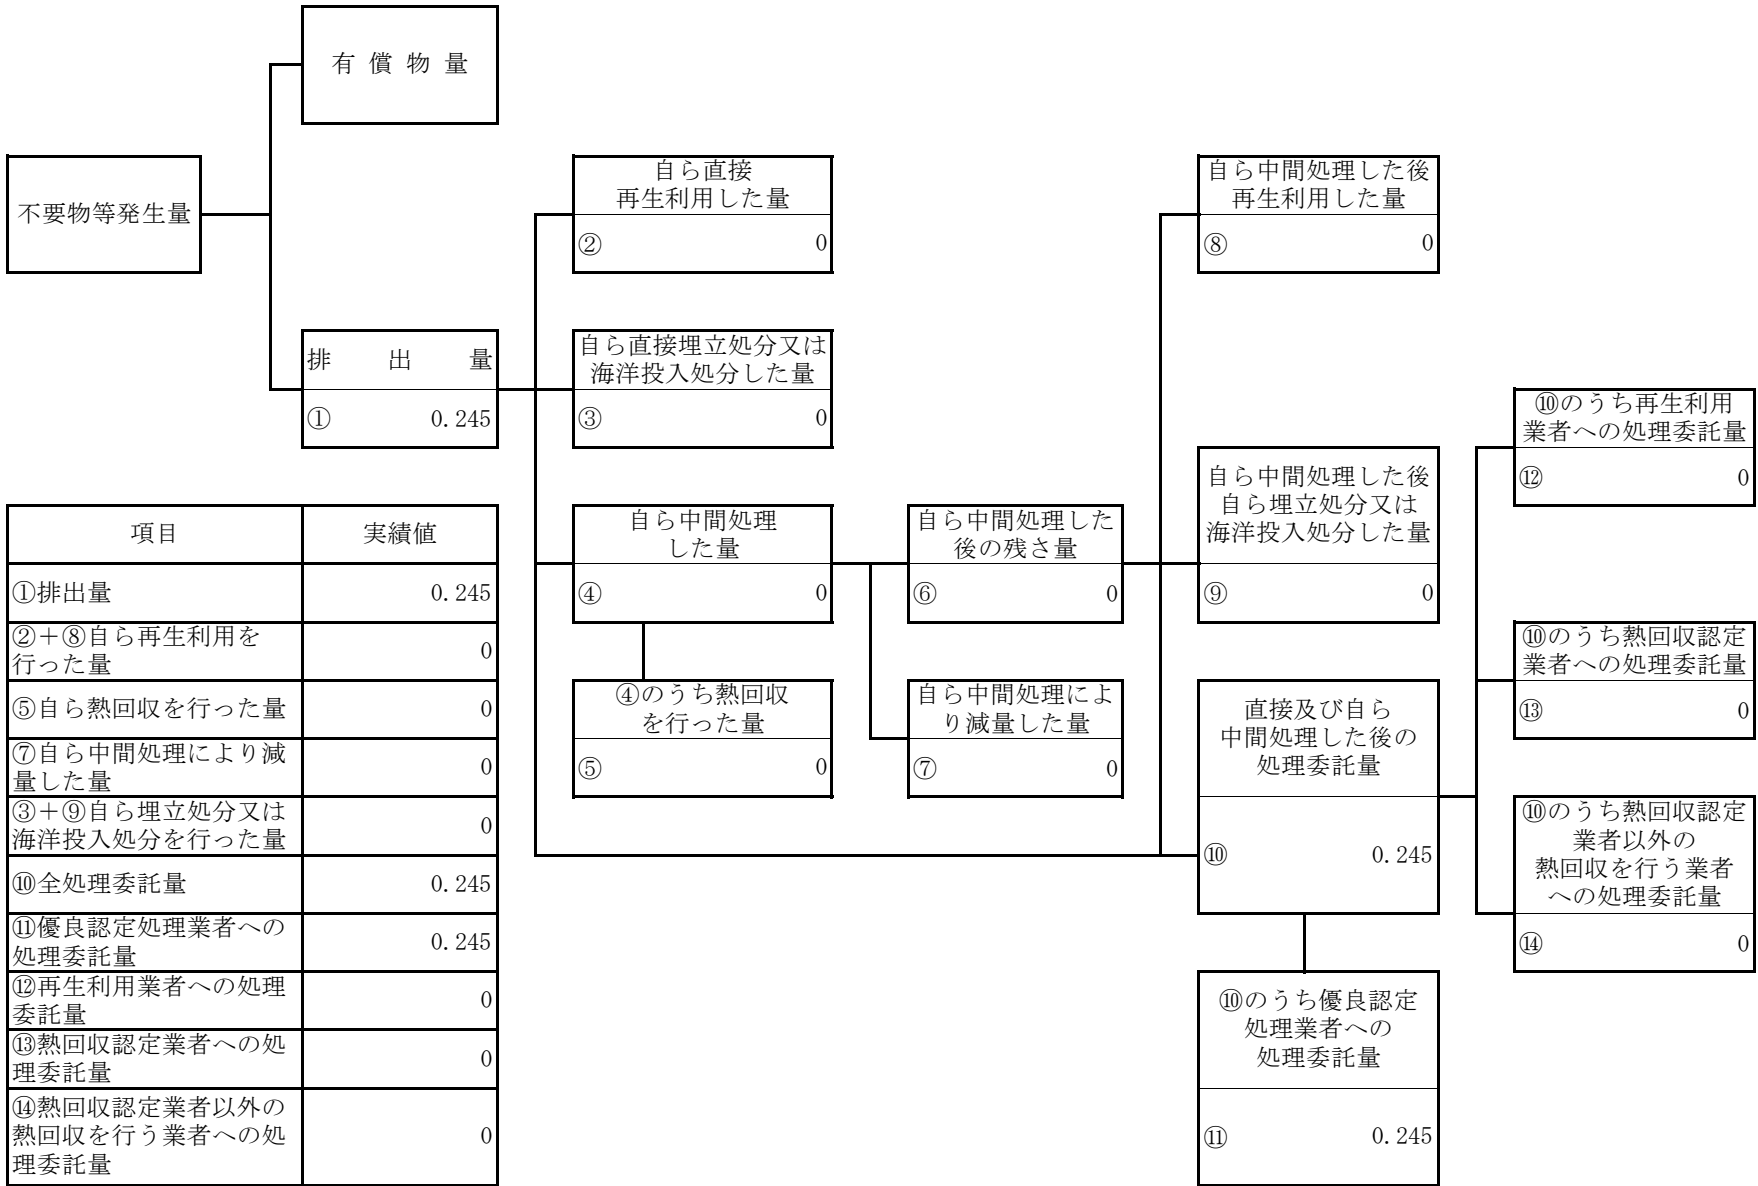 有償物量
不要物等発生量
排出量
① 0.245
自ら直接
再生利用した量
② 0
自ら直接埋立処分又は
海洋投入処分した量
③ 0
自ら中間処理
した量
④ 0
④のうち熱回収
を行った量
⑤ 0
自ら中間処理した
後の残さ量
⑥ 0
自ら中間処理によ
り減量した量
⑦ 0
自ら中間処理した後
再生利用した量
⑧ 0
自ら中間処理した後
自ら埋立処分又は
海洋投入処分した量
⑨ 0
直接及び自ら
中間処理した後の
処理委託量
⑩ 0.245
⑩のうち優良認定
処理業者への
処理委託量
⑪ 0.245
⑩のうち再生利用
業者への処理委託量
⑫ 0
⑩のうち熱回収認定
業者への処理委託量
⑬ 0
⑩のうち熱回収認定
業者以外の
熱回収を行う業者
への処理委託量
⑭ 0
項目 実績値
①排出量 0.245
②＋⑧自ら再生利用を
行った量 0
⑤自ら熱回収を行った量 0
⑦自ら中間処理により減
量した量 0
③＋⑨自ら埋立処分又は
海洋投入処分を行った量 0
⑩全処理委託量 0.245
⑪優良認定処理業者への
処理委託量 0.245
⑫再生利用業者への処理
委託量 0
⑬熱回収認定業者への処
理委託量 0
⑭熱回収認定業者以外の
熱回収を行う業者への処 0
理委託量